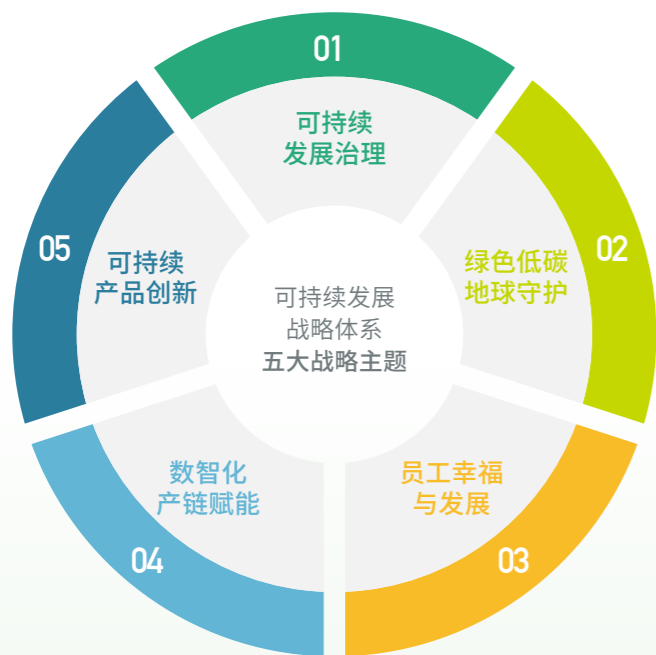 01
可持续
发展治理
02
绿色低碳
地球守护
03
员工幸福
与发展
04
数智化
产链赋能
05
可持续
产品创新
可持续发展
战略体系
五大战略主题